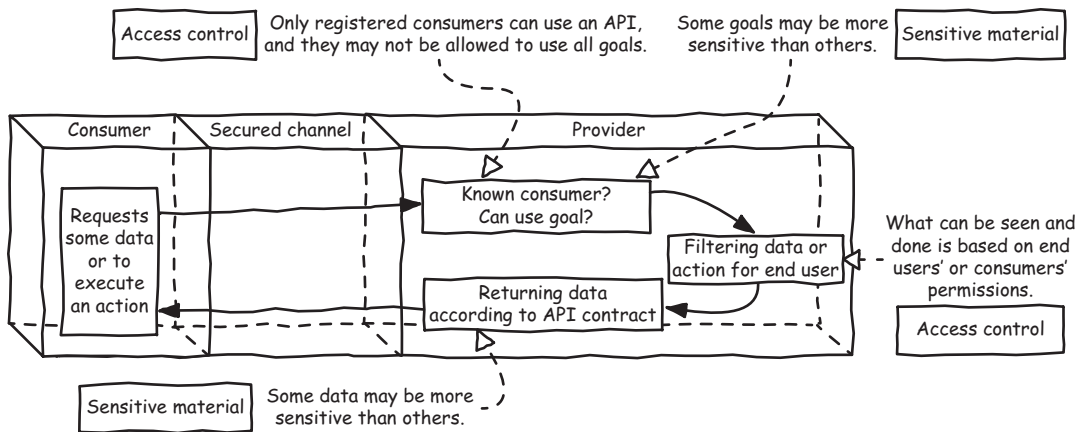 Access control
Only registered consumers can use an API,
and they may not be allowed to use all goals.
Some goals may be more
sensitive than others.
Sensitive material
Consumer
Secured channel
Provider
Requests
some data
or to
execute
an action
Known consumer?
Can use goal?
Filtering data or
action for end user
What can be seen and
done is based on end
users' or consumers'
permissions.
Access control
Returning data
according to API contract
Sensitive material
Some data may be more
sensitive than others.